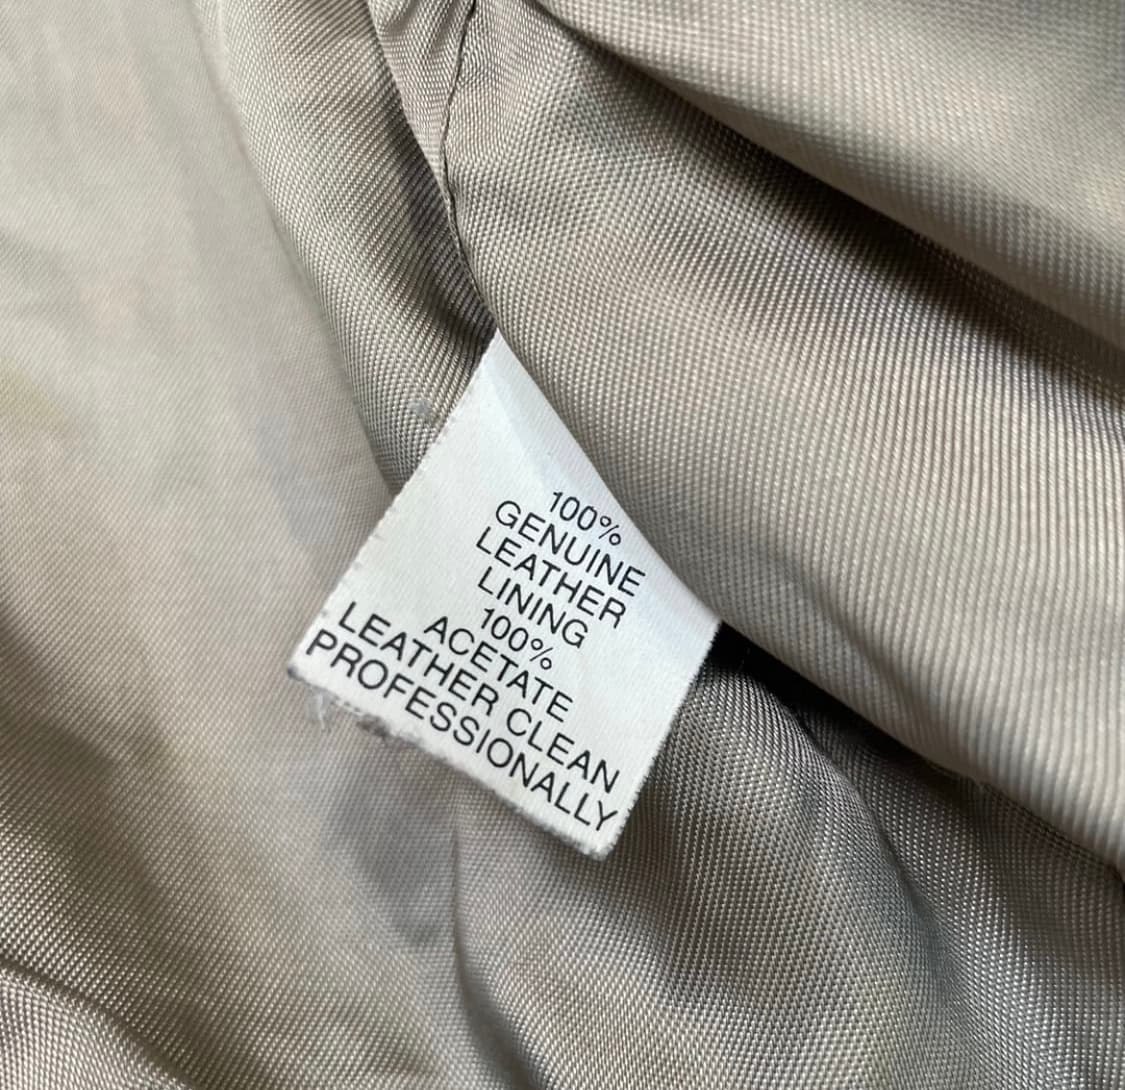 100%
GENUINE
LEATHER
LINING
100%
ACETATE
LEATHER CLEAN
PROFESSIONALLY